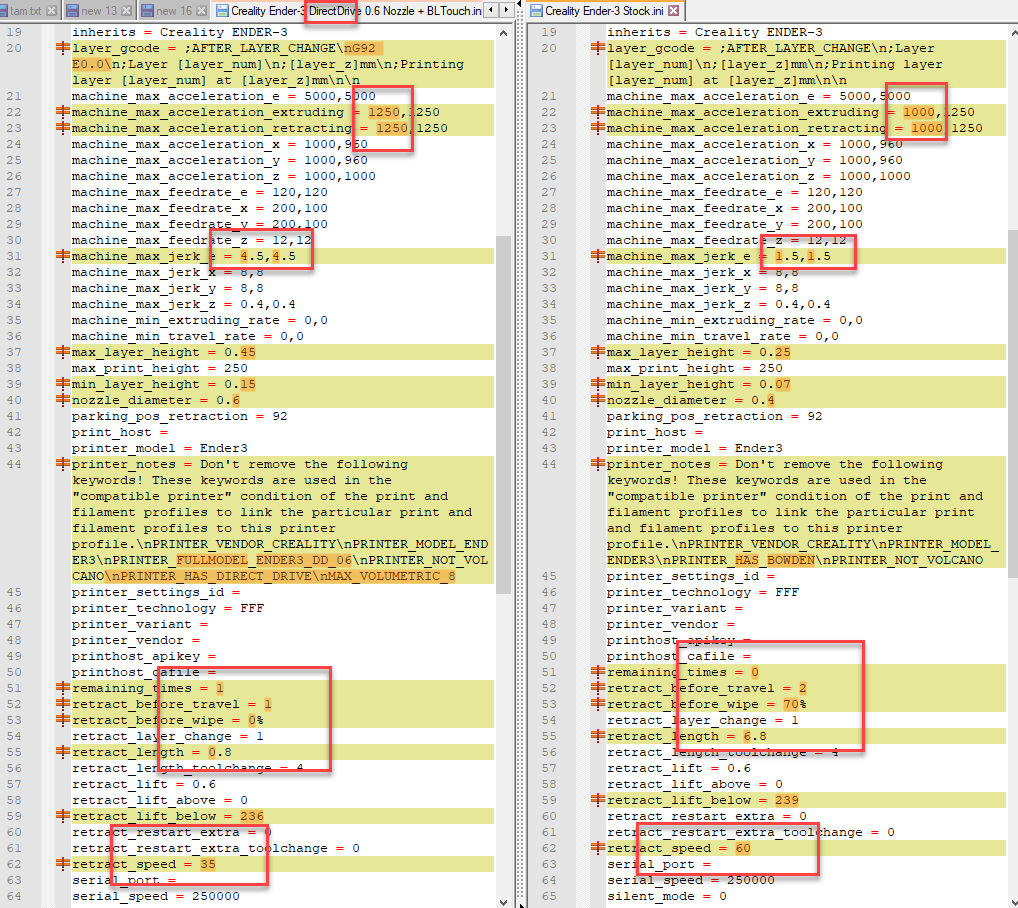 tam.txt
new 13
new 16
Creality Ender-3 DirectDrive 0.6 Nozzle + BLTouch.in
19 inherits = Creality ENDER-3
20 layer_gcode = ;AFTER_LAYER_CHANGE\nG92
E0.0\n;Layer [layer_num]\n;[layer_z]mm\n;Printing
layer [layer_num] at [layer_z]mm\n\n
21 machine_max_acceleration_e = 5000,5000
22 machine_max_acceleration_extruding = 1250,1250
23 machine_max_acceleration_retracting = 1250,1250
24 machine_max_acceleration_x = 1000,960
25 machine_max_acceleration_y = 1000,960
26 machine_max_acceleration_z = 1000,1000
27 machine_max_feedrate_e = 120,120
28 machine_max_feedrate_x = 200,100
29 machine_max_feedrate_y = 200,100
30 machine_max_feedrate_z = 12,12
31 machine_max_jerk_e = 4.5,4.5
32 machine_max_jerk_x = 8,8
33 machine_max_jerk_y = 8,8
34 machine_max_jerk_z = 0.4,0.4
35 machine_min_extruding_rate = 0,0
36 machine_min_travel_rate = 0,0
37 max_layer_height = 0.45
38 max_print_height = 250
39 min_layer_height = 0.15
40 nozzle_diameter = 0.6
41 parking_pos_retraction = 92
42 print_host =
43 printer_model = Ender3
44 printer_notes = Don't remove the following
keywords! These keywords are used in the
"compatible printer" condition of the print and
filament profiles to link the particular print and
filament profiles to this printer
profile.\nPRINTER_VENDOR_CREALITY\nPRINTER_MODEL_END
ER3\nPRINTER_FULLMODEL_ENDER3_DD_06\nPRINTER_NOT_VOL
CANO\nPRINTER_HAS_DIRECT_DRIVE\nMAX_VOLUMETRIC_8
45 printer_settings_id =
46 printer_technology = FFF
47 printer_variant =
48 printer_vendor =
49 printhost_apikey =
50 printhost_cafile =
51 remaining_times = 1
52 retract_before_travel = 1
53 retract_before_wipe = 0%
54 retract_layer_change = 1
55 retract_length = 0.8
56 retract_length_toolchange = 4
57 retract_lift = 0.6
58 retract_lift_above = 0
59 retract_lift_below = 236
60 retract_restart_extra = 0
61 retract_restart_extra_toolchange = 0
62 retract_speed = 35
63 serial_port =
64 serial_speed = 250000
Creality Ender-3 Stock.ini
19 inherits = Creality ENDER-3
20 layer_gcode = ;AFTER_LAYER_CHANGE\n;Layer
[layer_num]\n;[layer_z]mm\n;Printing layer
[layer_num] at [layer_z]mm\n\n
21 machine_max_acceleration_e = 5000,5000
22 machine_max_acceleration_extruding = 1000,1250
23 machine_max_acceleration_retracting = 1000,1250
24 machine_max_acceleration_x = 1000,960
25 machine_max_acceleration_y = 1000,960
26 machine_max_acceleration_z = 1000,1000
27 machine_max_feedrate_e = 120,120
28 machine_max_feedrate_x = 200,100
29 machine_max_feedrate_y = 200,100
30 machine_max_feedrate_z = 12,12
31 machine_max_jerk_e = 1.5,1.5
32 machine_max_jerk_x = 8,8
33 machine_max_jerk_y = 8,8
34 machine_max_jerk_z = 0.4,0.4
35 machine_min_extruding_rate = 0,0
36 machine_min_travel_rate = 0,0
37 max_layer_height = 0.25
38 max_print_height = 250
39 min_layer_height = 0.07
40 nozzle_diameter = 0.4
41 parking_pos_retraction = 92
42 print_host =
43 printer_model = Ender3
44 printer_notes = Don't remove the following
keywords! These keywords are used in the
"compatible printer" condition of the print and
filament profiles to link the particular print
and filament profiles to this printer
profile.\nPRINTER_VENDOR_CREALITY\nPRINTER_MODEL_
ENDER3\nPRINTER_HAS_BOWDEN\nPRINTER_NOT_VOLCANO
45 printer_settings_id =
46 printer_technology = FFF
47 printer_variant =
48 printer_vendor =
49 printhost_apikey =
50 printhost_cafile =
51 remaining_times = 0
52 retract_before_travel = 2
53 retract_before_wipe = 70%
54 retract_layer_change = 1
55 retract_length = 6.8
56 retract_length_toolchange = 4
57 retract_lift = 0.6
58 retract_lift_above = 0
59 retract_lift_below = 239
60 retract_restart_extra = 0
61 retract_restart_extra_toolchange = 0
62 retract_speed = 60
63 serial_port =
64 serial_speed = 250000
65 silent_mode = 0